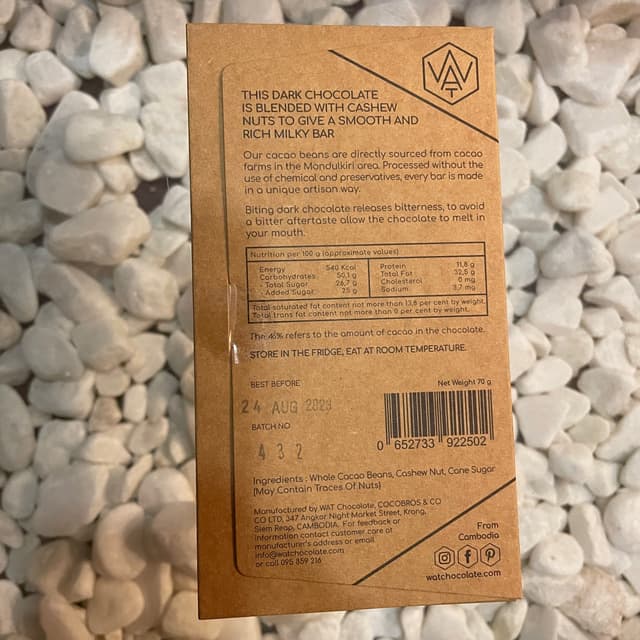 WAT
THIS DARK CHOCOLATE
IS BLENDED WITH CASHEW
NUTS TO GIVE A SMOOTH AND
RICH MILKY BAR
Our cacao beans are directly sourced from cacao
farms in the Mondulkiri area. Processed without the
use of chemical and preservatives, every bar is made
in a unique artisan way.
Biting dark chocolate releases bitterness, to avoid
a bitter aftertaste allow the chocolate to melt in
your mouth.
Nutrition per 100 g (approximate values)
Energy 540 Kcal
Carbohydrates 50,1 g
- Total Sugar 26,7 g
- Added Sugar 25 g
Protein 11,8 g
Total Fat 32,5 g
Cholesterol 0 mg
Sodium 3,7 mg
Total saturated fat content not more than 13,8 per cent by weight.
Total trans fat content not more than 0 per cent by weight.
The 46% refers to the amount of cacao in the chocolate.
STORE IN THE FRIDGE, EAT AT ROOM TEMPERATURE.
BEST BEFORE
24 AUG 2023
BATCH NO
4 3 2
Net Weight 70 g
0 652733 922502
Ingredients : Whole Cacao Beans, Cashew Nut, Cane Sugar
(May Contain Traces Of Nuts)
Manufactured by WAT Chocolate, COCOBROS & CO
CO LTD, 347 Angkor Night Market Street, Krong,
Siem Reap, CAMBODIA. For feedback or
information contact customer care at
manufacturer's address or email
info@watchocolate.com
or call 095 859 216
From
Cambodia
watchocolate.com